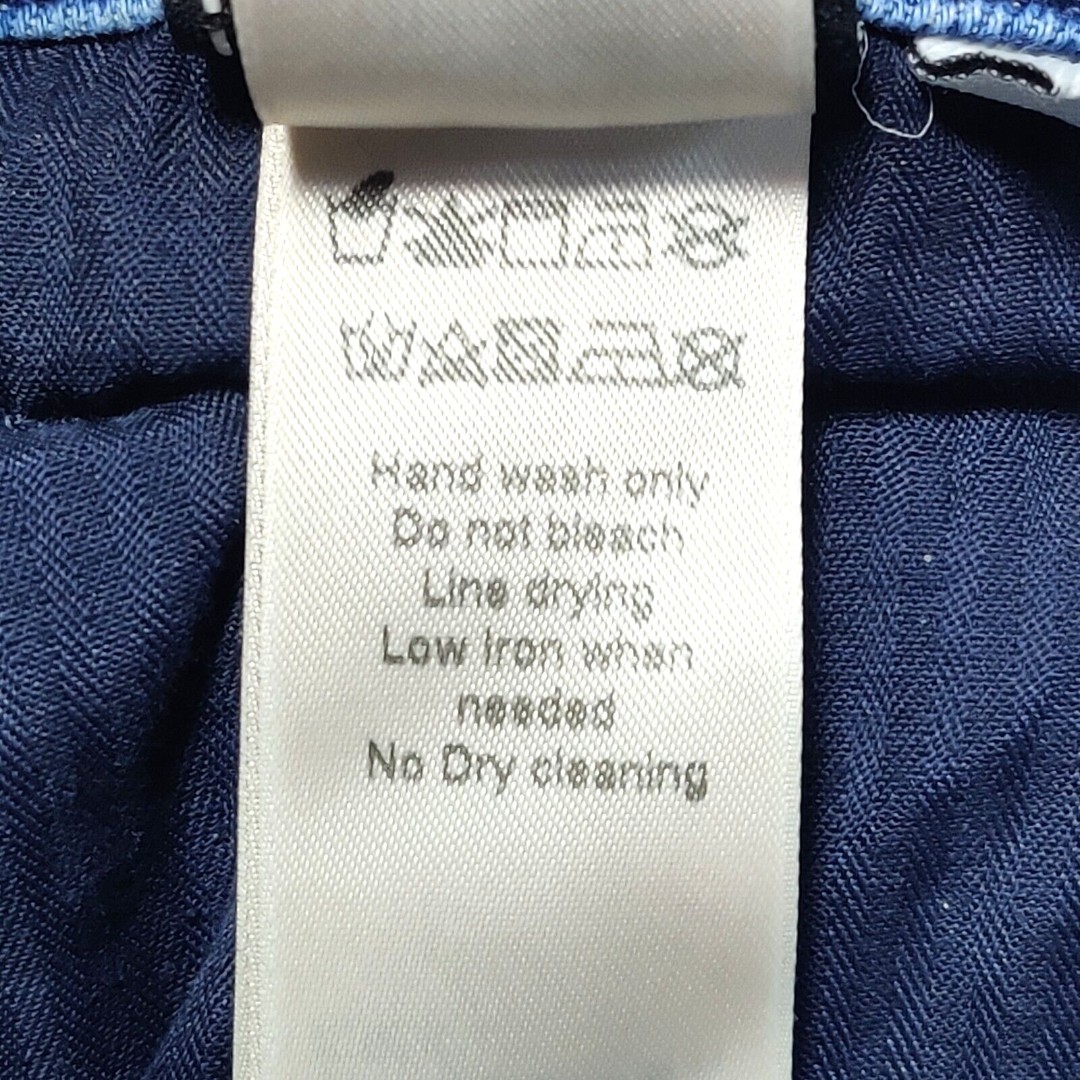 Hand wash only
Do not bleach
Line drying
Low iron when
needed
No Dry cleaning